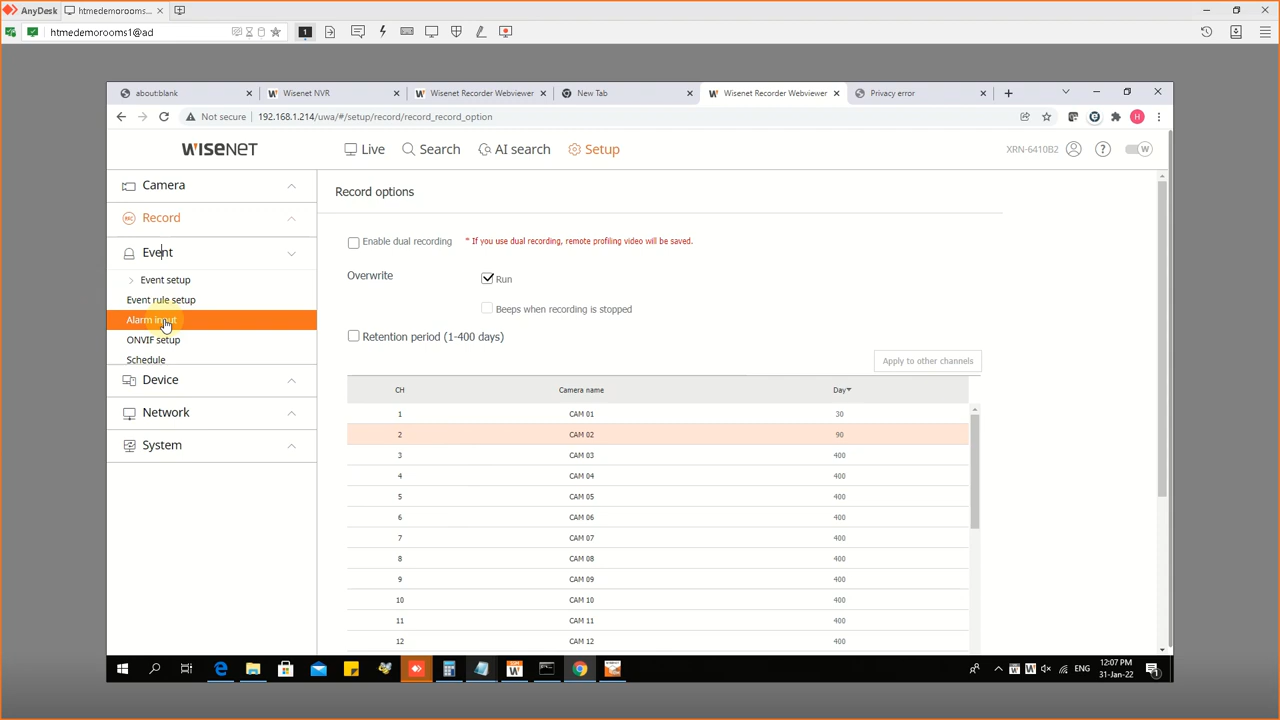 AnyDesk
htmedemorooms...
htmedemorooms1@ad
1
about:blank
Wisenet NVR
Wisenet Recorder Webviewer
New Tab
Wisenet Recorder Webviewer
Privacy error
Not secure
192.168.1.214/uwa/#/setup/record/record_record_option
H
WISENET
Live
Search
AI search
Setup
XRN-6410B2
?
W
Camera
REC
Record
Event
Event setup
Event rule setup
Alarm input
ONVIF setup
Schedule
Device
Network
System
Record options
Enable dual recording
* If you use dual recording, remote profiling video will be saved.
Overwrite
Run
Beeps when recording is stopped
Retention period (1-400 days)
Apply to other channels
CH Camera name Day
1 CAM 01 30
2 CAM 02 90
3 CAM 03 400
4 CAM 04 400
5 CAM 05 400
6 CAM 06 400
7 CAM 07 400
8 CAM 08 400
9 CAM 09 400
10 CAM 10 400
11 CAM 11 400
12 CAM 12 400
ENG
12:07 PM
31-Jan-22
1